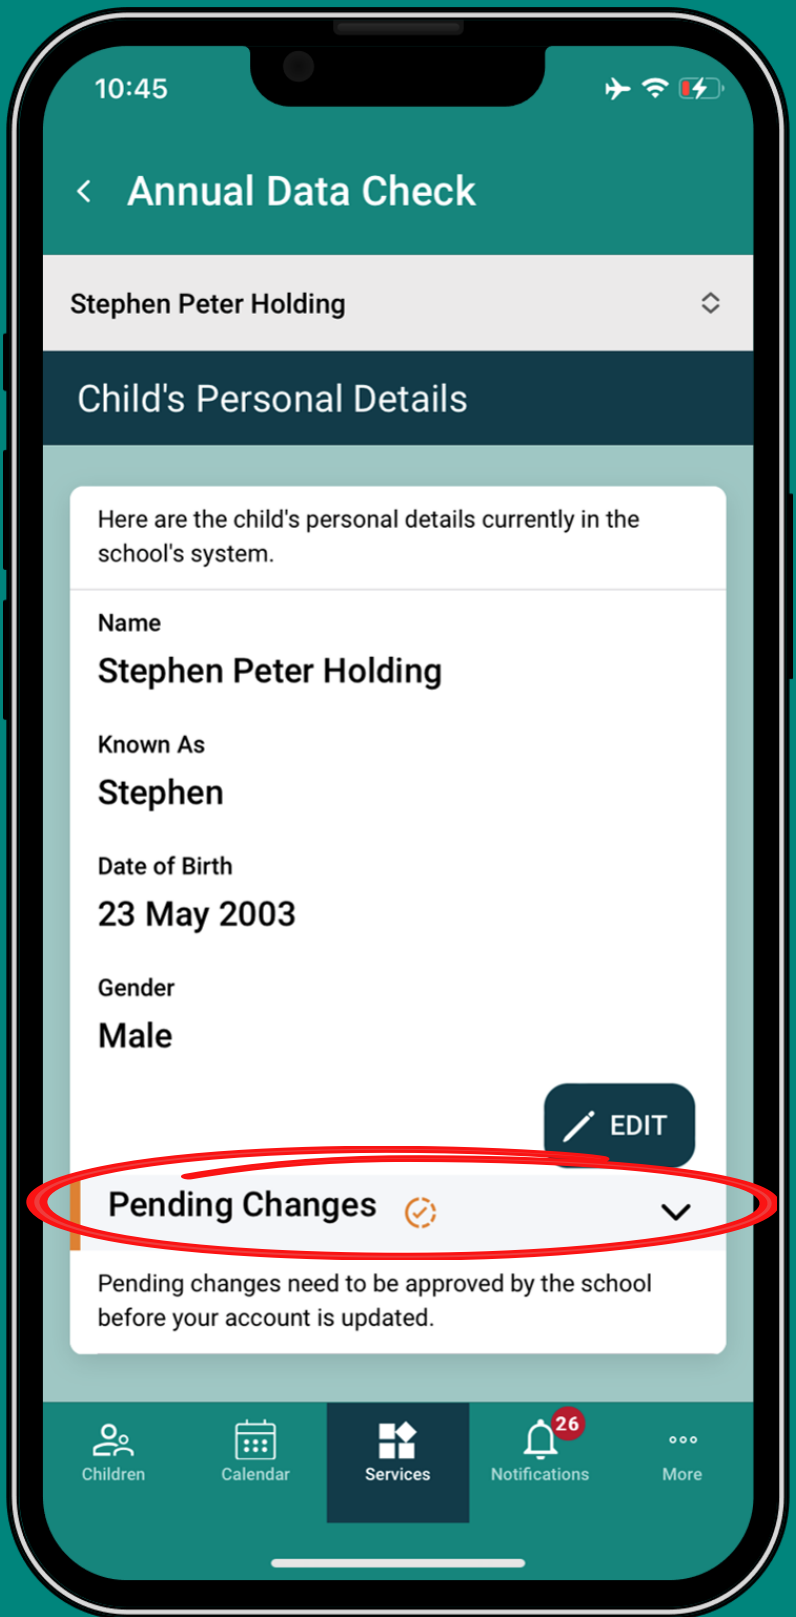 10:45
Annual Data Check
Stephen Peter Holding
Child's Personal Details
Here are the child's personal details currently in the
school's system.
Name
Stephen Peter Holding
Known As
Stephen
Date of Birth
23 May 2003
Gender
Male
EDIT
Pending Changes
Pending changes need to be approved by the school
before your account is updated.
26
Children Calendar Services Notifications More